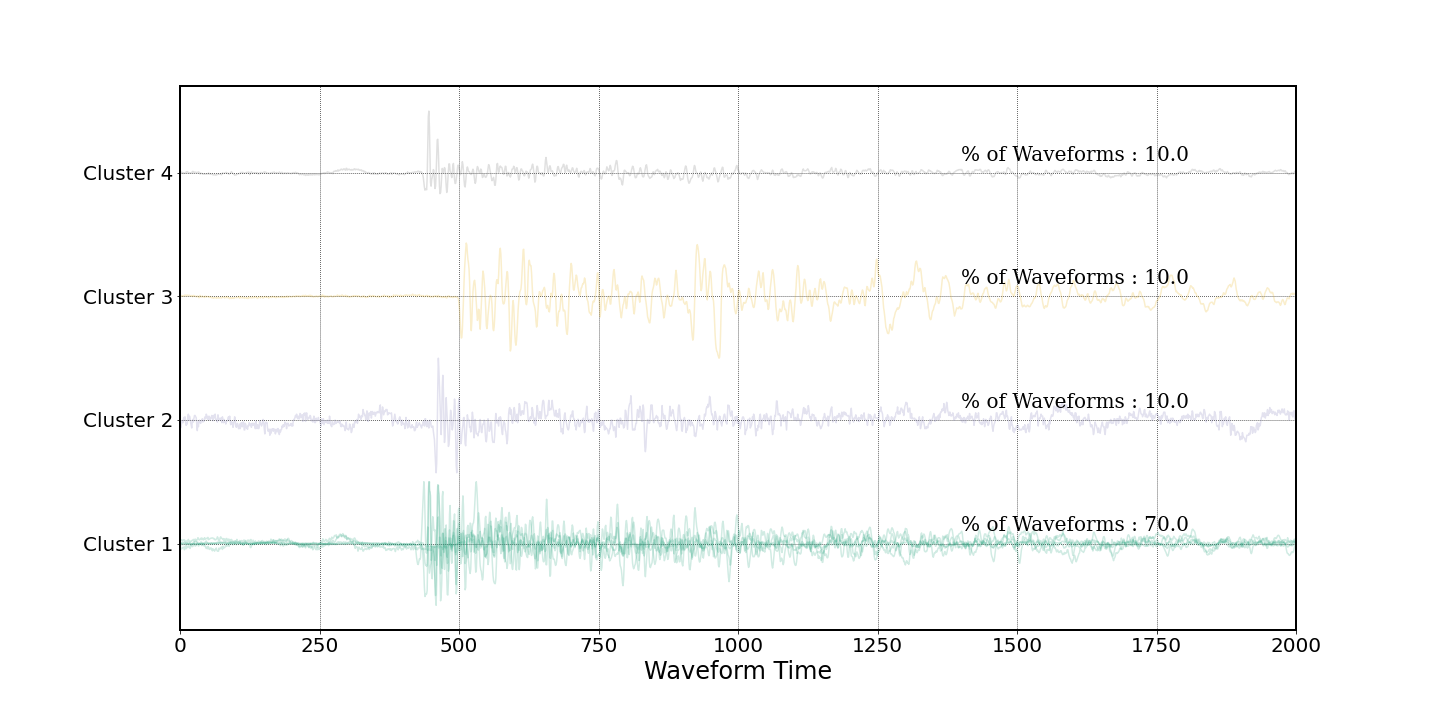 Cluster 4
% of Waveforms : 10.0
Cluster 3
% of Waveforms : 10.0
Cluster 2
% of Waveforms : 10.0
Cluster 1
% of Waveforms : 70.0
0 250 500 750 1000 1250 1500 1750 2000
Waveform Time